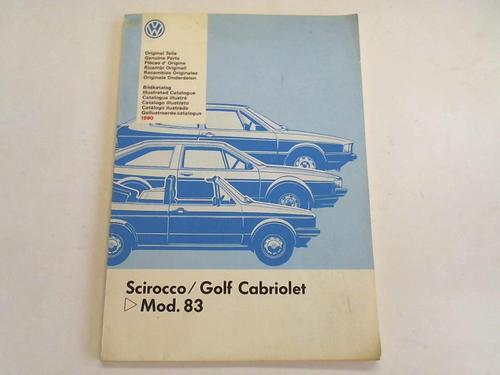 Original Teile
Genuine Parts
Pièces d' Origine
Ricambi Originali
Recambios Originales
Originele Onderdelen
Bildkatalog
Illustrated Catalogue
Catalogue illustré
Catalogo illustrato
Catálogo ilustrado
Geïllustreerde catalogus
1990
Scirocco/Golf Cabriolet
▷ Mod. 83